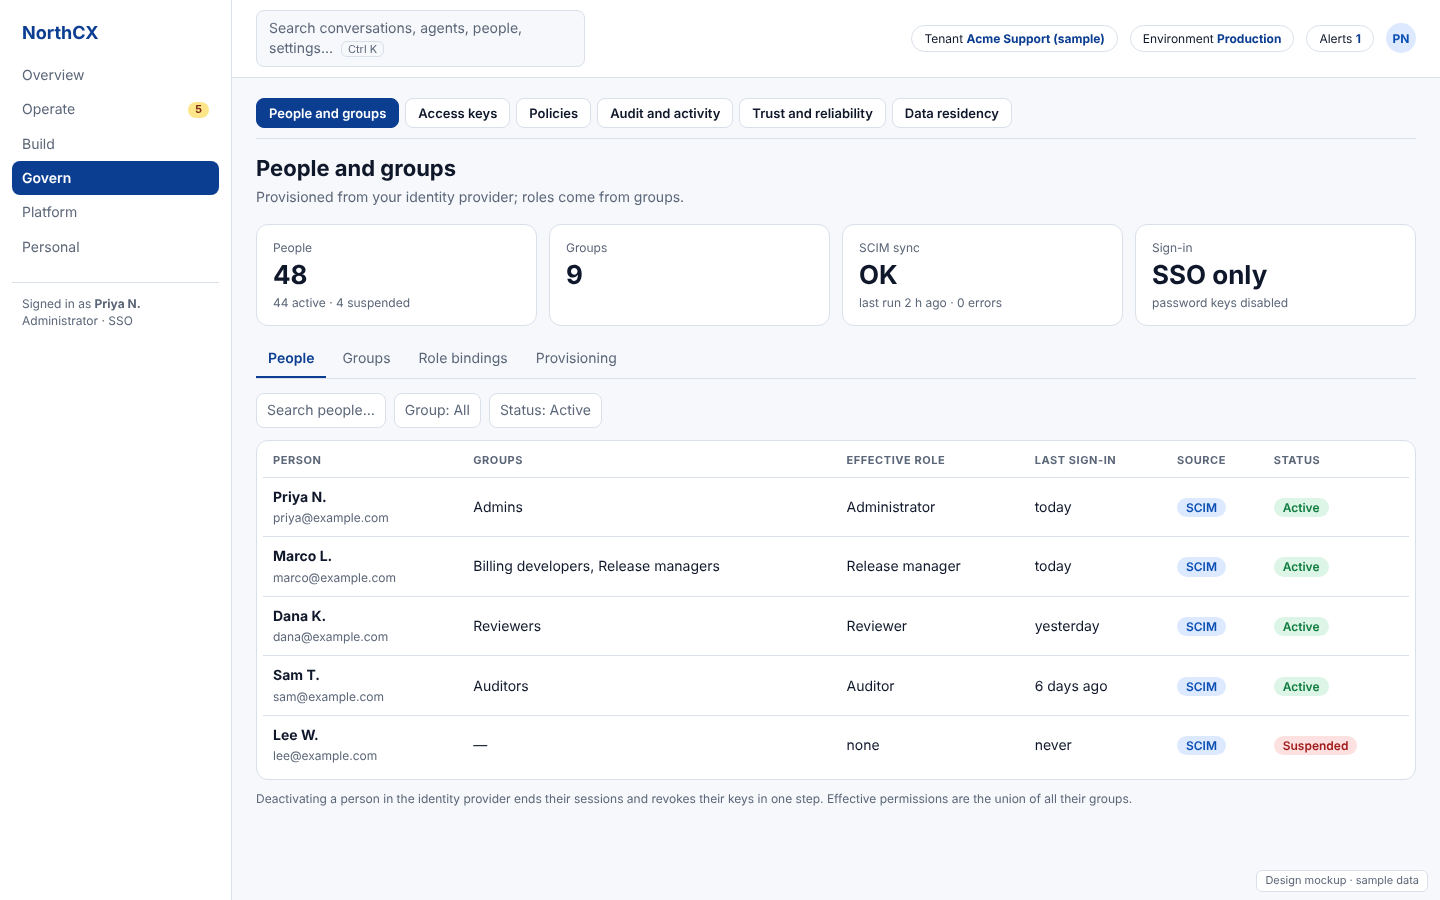 NorthCX
Overview
Operate 5
Build
Govern
Platform
Personal
Signed in as Priya N.
Administrator · SSO
Search conversations, agents, people,
settings... Ctrl K
Tenant Acme Support (sample)
Environment Production
Alerts 1
PN
People and groups
Access keys
Policies
Audit and activity
Trust and reliability
Data residency
People and groups
Provisioned from your identity provider; roles come from groups.
People
48
44 active · 4 suspended
Groups
9
SCIM sync
OK
last run 2 h ago · 0 errors
Sign-in
SSO only
password keys disabled
People
Groups
Role bindings
Provisioning
Search people...
Group: All
Status: Active
PERSON GROUPS EFFECTIVE ROLE LAST SIGN-IN SOURCE STATUS
Priya N.
priya@example.com
Admins Administrator today SCIM Active
Marco L.
marco@example.com
Billing developers, Release managers Release manager today SCIM Active
Dana K.
dana@example.com
Reviewers Reviewer yesterday SCIM Active
Sam T.
sam@example.com
Auditors Auditor 6 days ago SCIM Active
Lee W.
lee@example.com
— none never SCIM Suspended
Deactivating a person in the identity provider ends their sessions and revokes their keys in one step. Effective permissions are the union of all their groups.
Design mockup · sample data